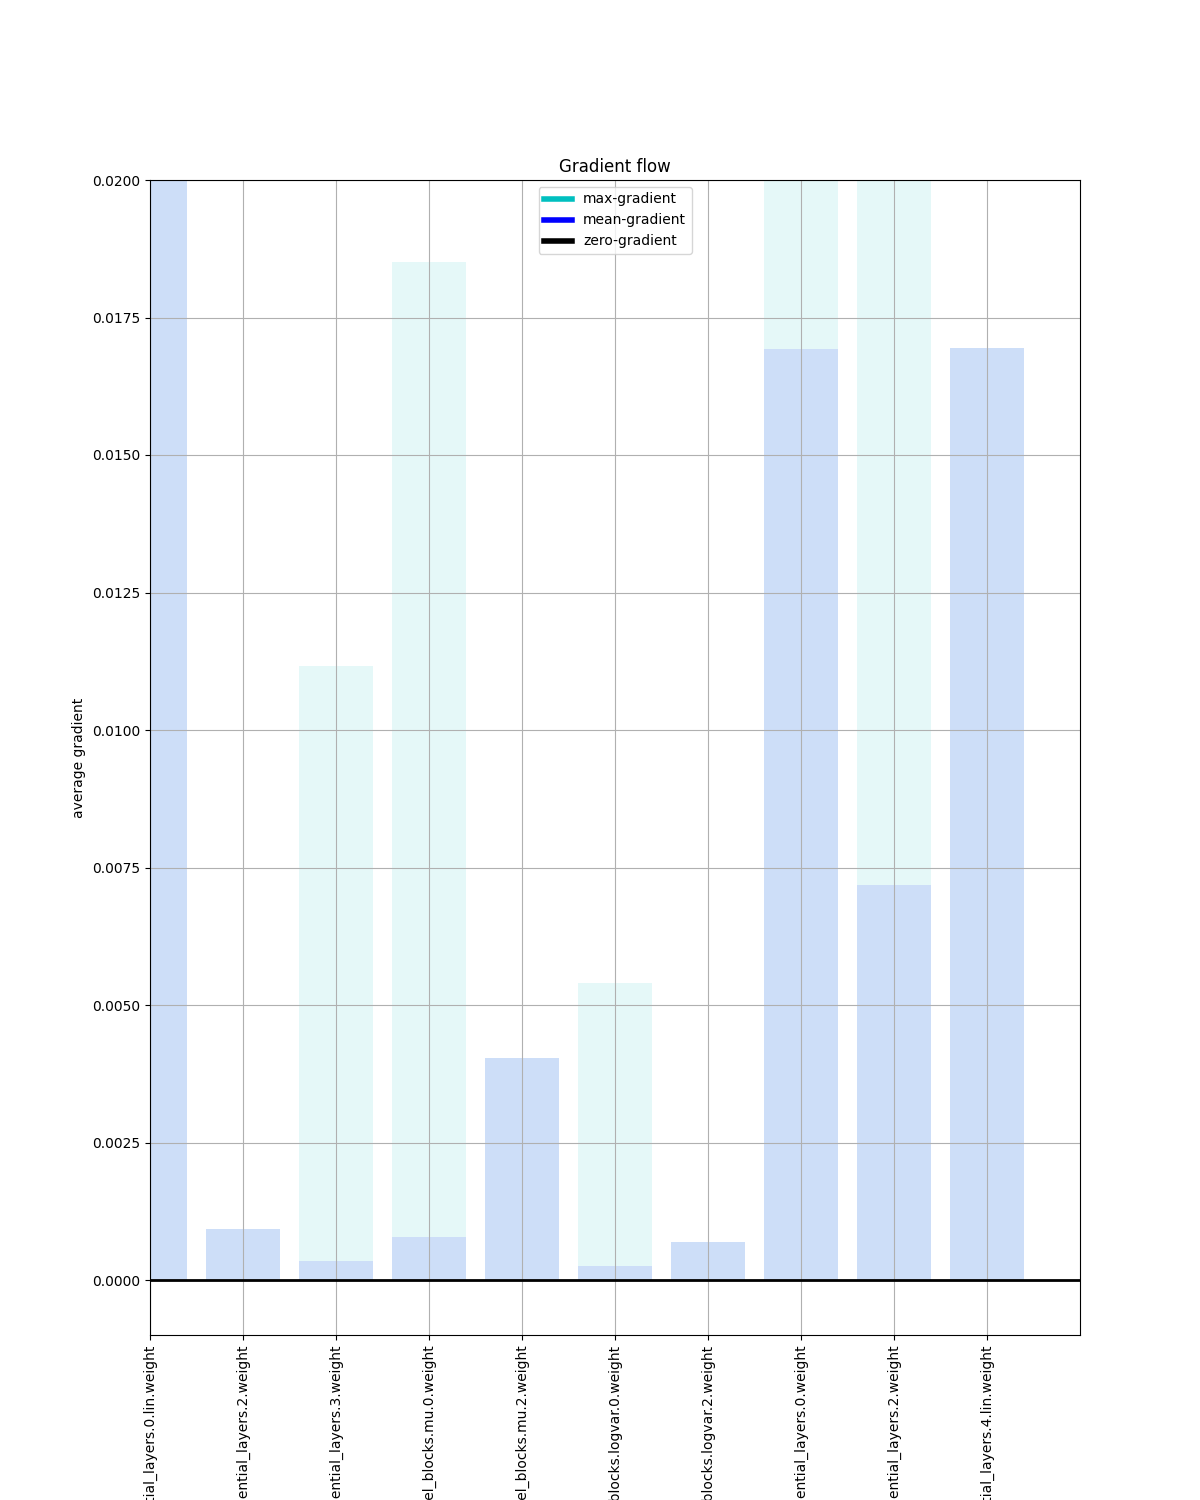 Gradient flow
max-gradient
mean-gradient
zero-gradient
0.0200
0.0175
0.0150
0.0125
0.0100
0.0075
0.0050
0.0025
0.0000
average gradient
tial_layers.0.lin.weight
ential_layers.2.weight
ential_layers.3.weight
el_blocks.mu.0.weight
el_blocks.mu.2.weight
blocks.logvar.0.weight
blocks.logvar.2.weight
ential_layers.0.weight
ential_layers.2.weight
tial_layers.4.lin.weight